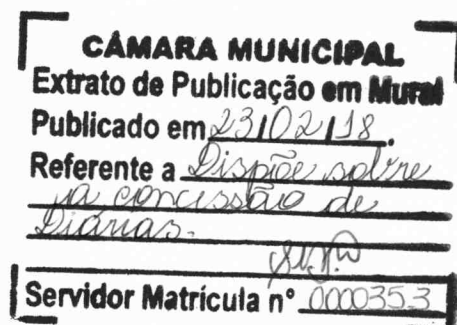 CÂMARA MUNICIPAL
Extrato de Publicação em Mural
Publicado em 23/02/18.
Referente a Dispõe sobre
a concessão de
Diárias.
Servidor Matrícula nº 0000353